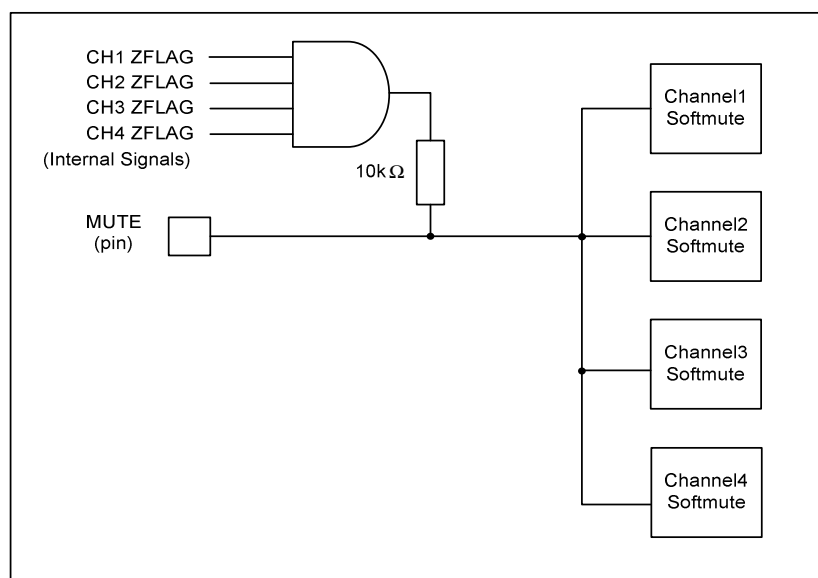 CH1 ZFLAG
CH2 ZFLAG
CH3 ZFLAG
CH4 ZFLAG
(Internal Signals)
10kΩ
MUTE
(pin)
Channel1
Softmute
Channel2
Softmute
Channel3
Softmute
Channel4
Softmute